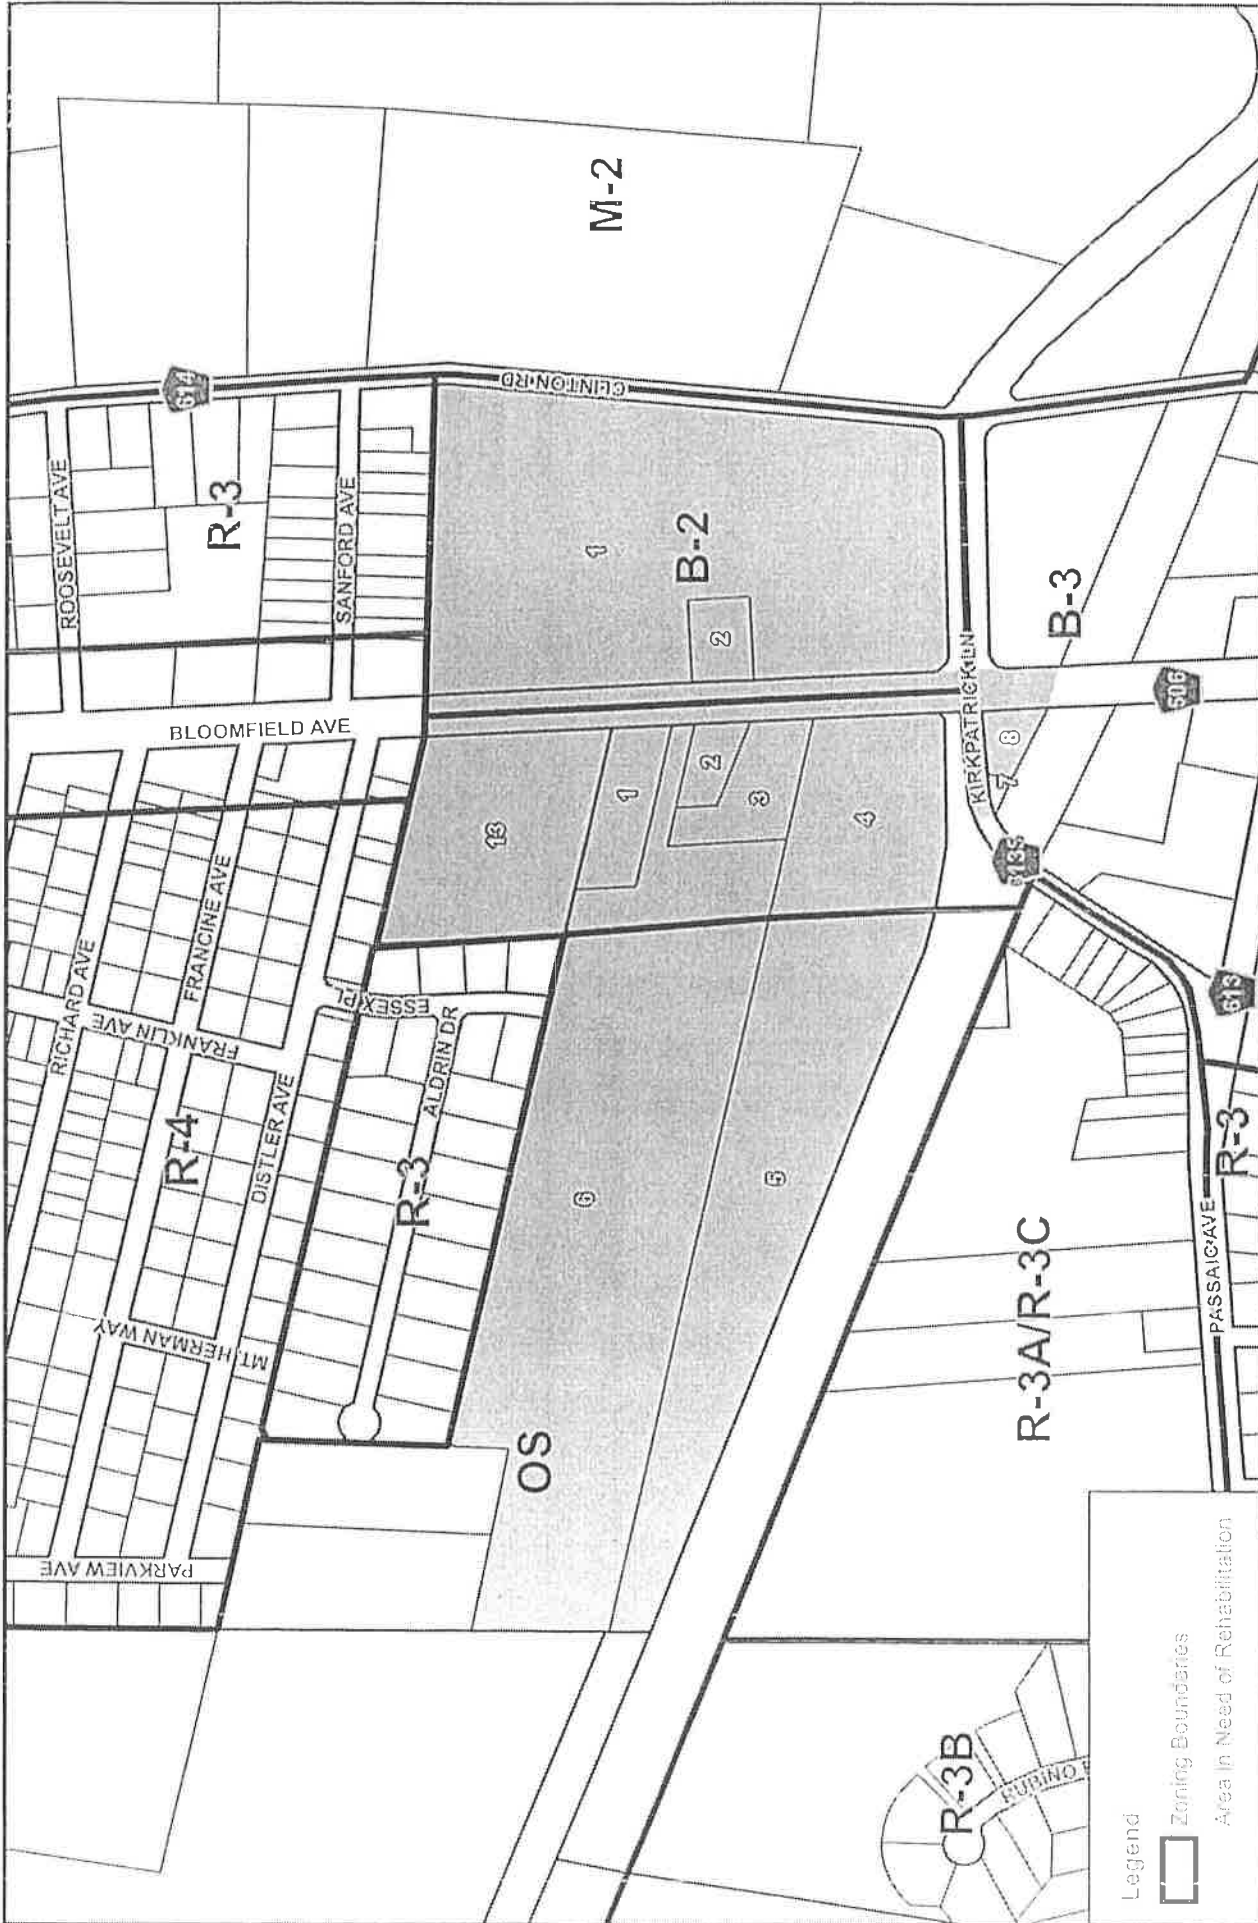 ROOSEVELT AVE
R-3
614
SANFORD AVE
CLINTON RD
M-2
BLOOMFIELD AVE
1
B-2
2
RICHARD AVE
FRANCINE AVE
FRANKLIN AVE
R-4
DISTLER AVE
MT. HERMAN WAY
PARKVIEW AVE
ESSEX PL
ALDRIN DR
R-3
13
1
2
3
4
KIRKPATRICK LN
B-3
506
8
7
613
6
5
OS
R-3A/R-3C
PASSAIC AVE
R-3
R-3B
Legend
Zoning Boundaries
Area In Need of Rehabilitation